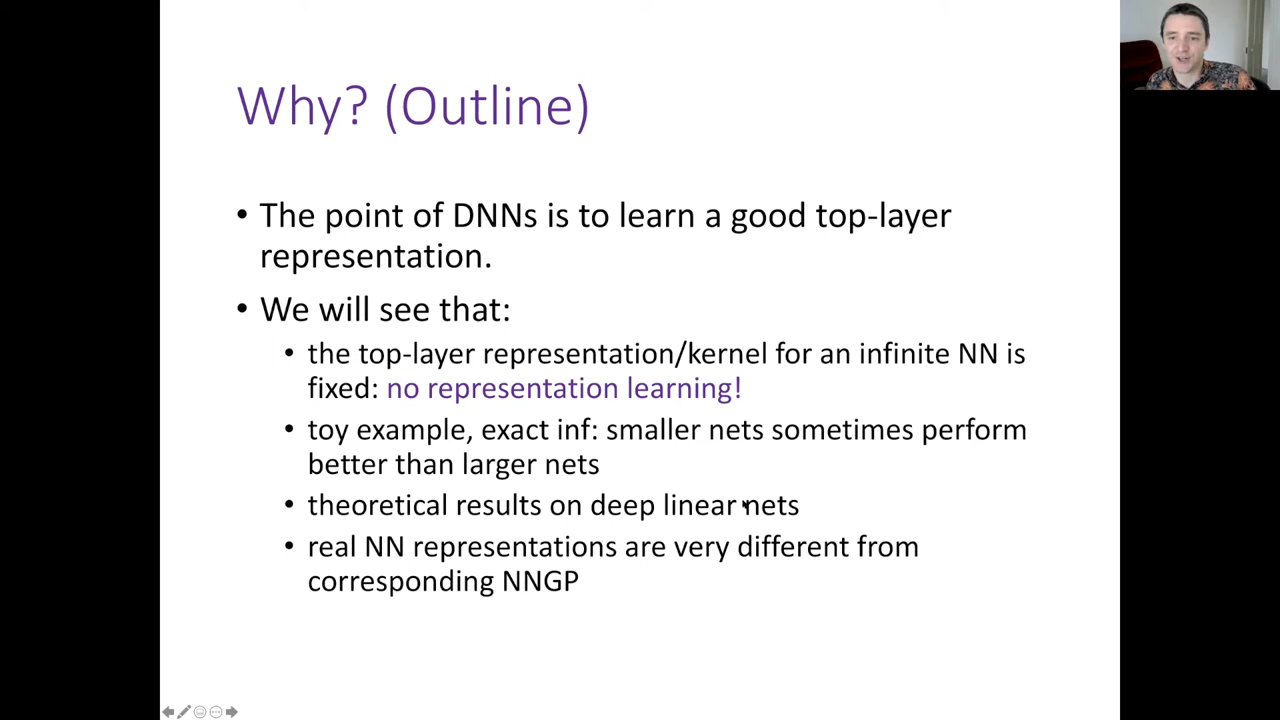 Why? (Outline)
• The point of DNNs is to learn a good top-layer
representation.
• We will see that:
• the top-layer representation/kernel for an infinite NN is
fixed: no representation learning!
• toy example, exact inf: smaller nets sometimes perform
better than larger nets
• theoretical results on deep linear nets
• real NN representations are very different from
corresponding NNGP